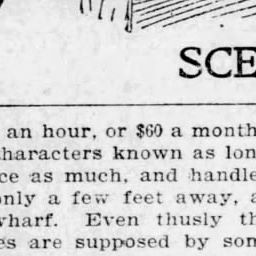 SCE
an hour, or $60 a month
characters known as lon
ce as much, and handle
only a few feet away, a
wharf. Even thusly th
es are supposed by som